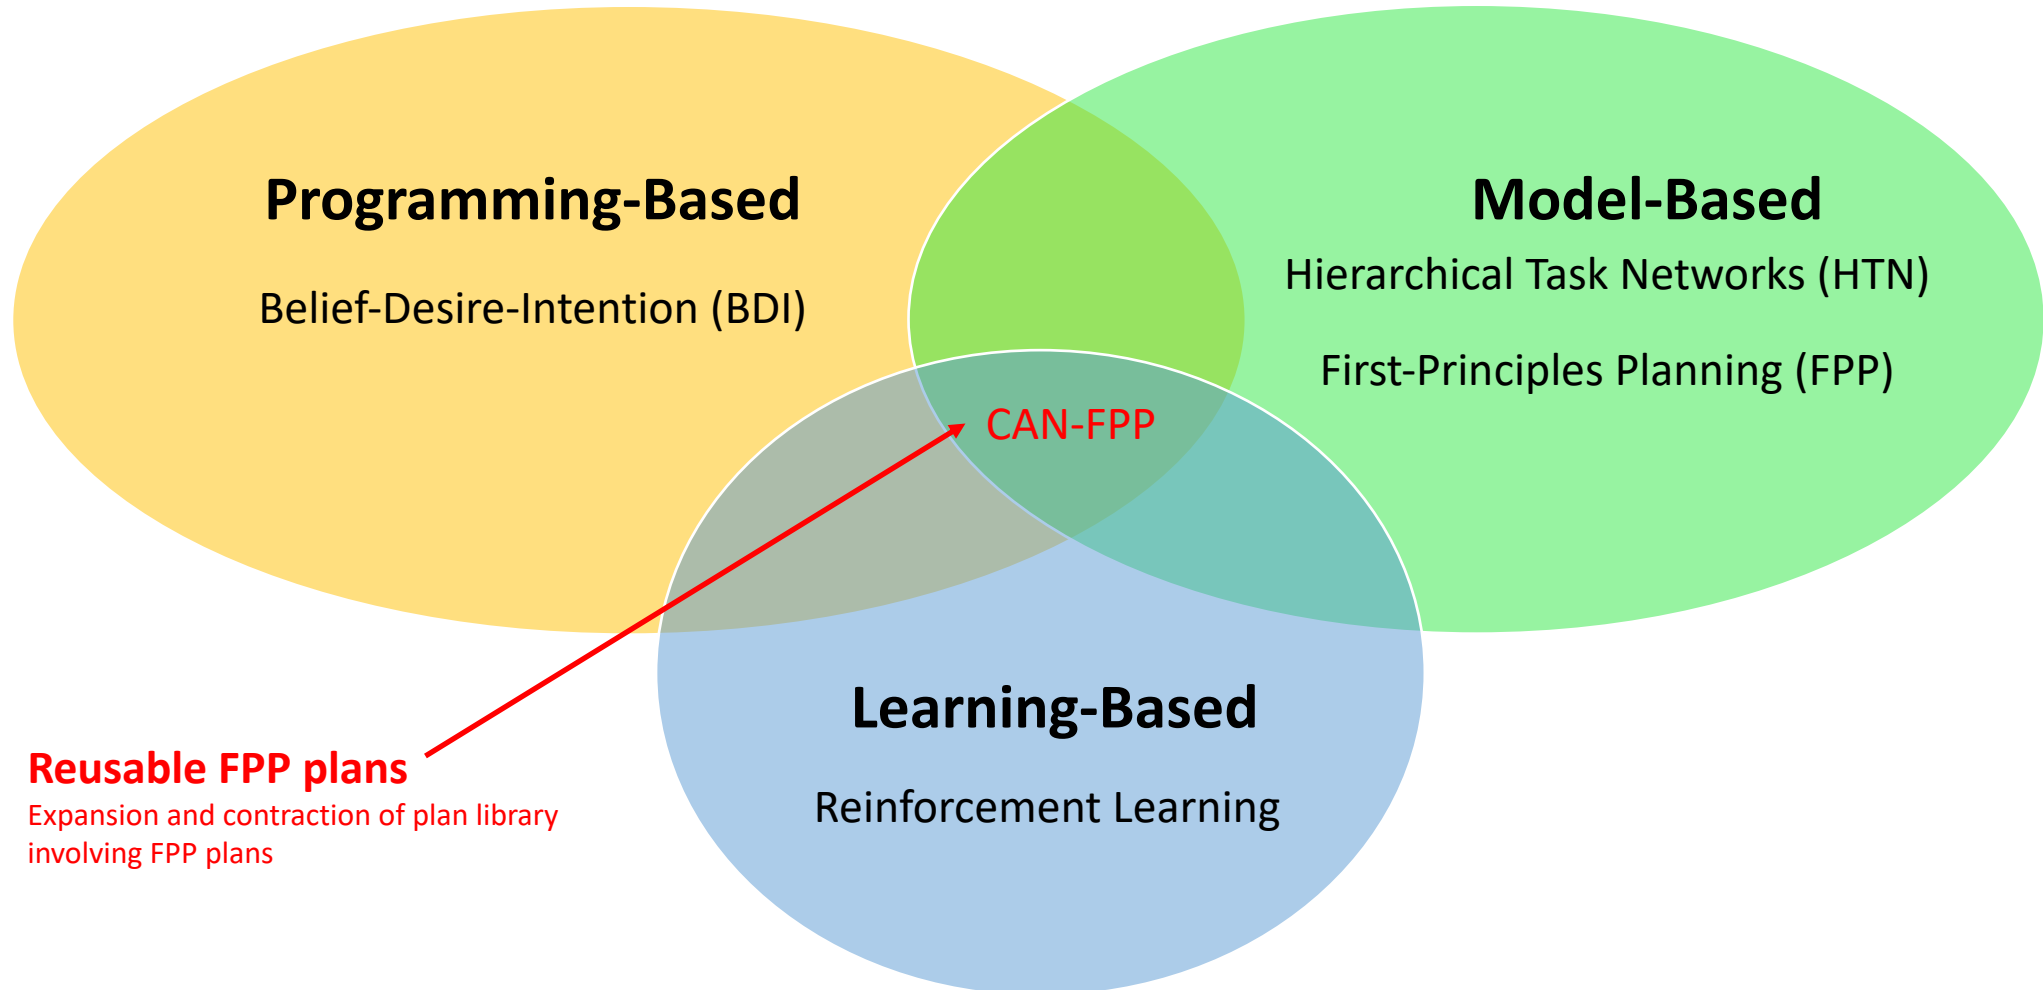 Programming-Based
Belief-Desire-Intention (BDI)
Model-Based
Hierarchical Task Networks (HTN)
First-Principles Planning (FPP)
CAN-FPP
Learning-Based
Reinforcement Learning
Reusable FPP plans
Expansion and contraction of plan library
involving FPP plans